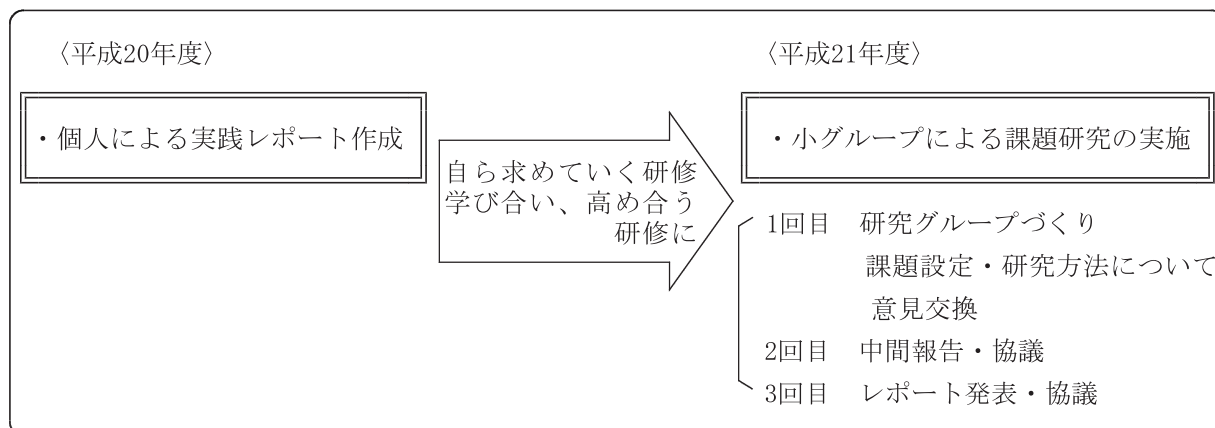 〈平成20年度〉
・個人による実践レポート作成
自ら求めていく研修
学び合い、高め合う
研修に
〈平成21年度〉
・小グループによる課題研究の実施
1回目 研究グループづくり
課題設定・研究方法について
意見交換
2回目 中間報告・協議
3回目 レポート発表・協議